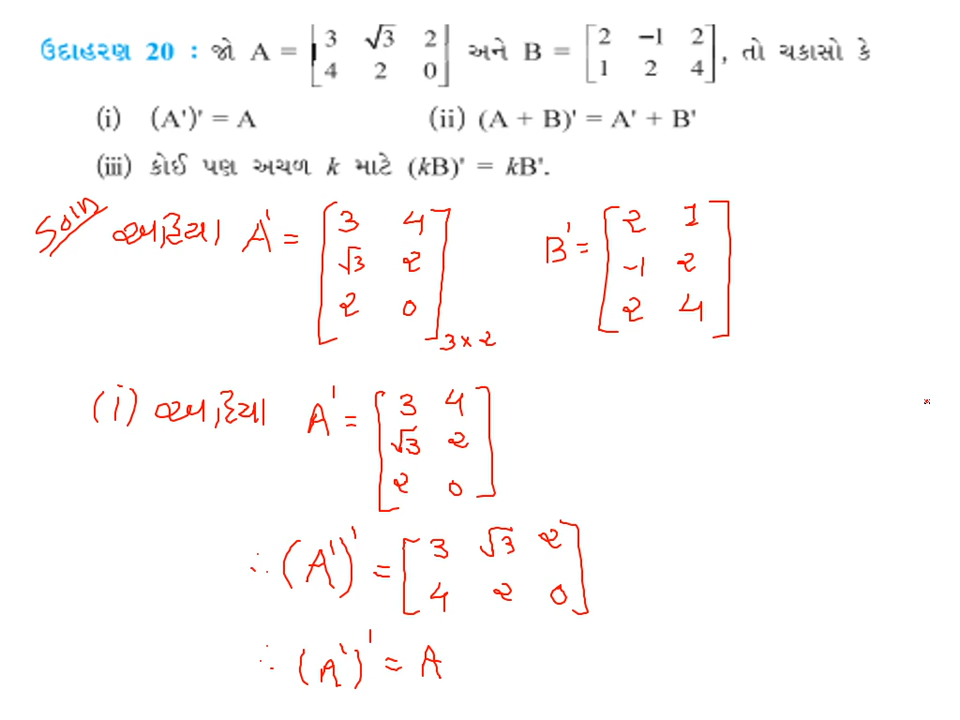 ઉદાહરણ 20 : જો A = [3 √3 2; 4 2 0] અને B = [2 −1 2; 1 2 4], તો ચકાસો કે
(i) (A')' = A (ii) (A + B)' = A' + B'
(iii) કોઈ પણ અચળ k માટે (kB)' = kB'.
Soln અહિંયા A' = [3 4; √3 2; 2 0] 3×2 B' = [2 1; -1 2; 2 4]
(i) અહિંયા A' = [3 4; √3 2; 2 0]
∴ (A')' = [3 √3 2; 4 2 0]
∴ (A')' = A